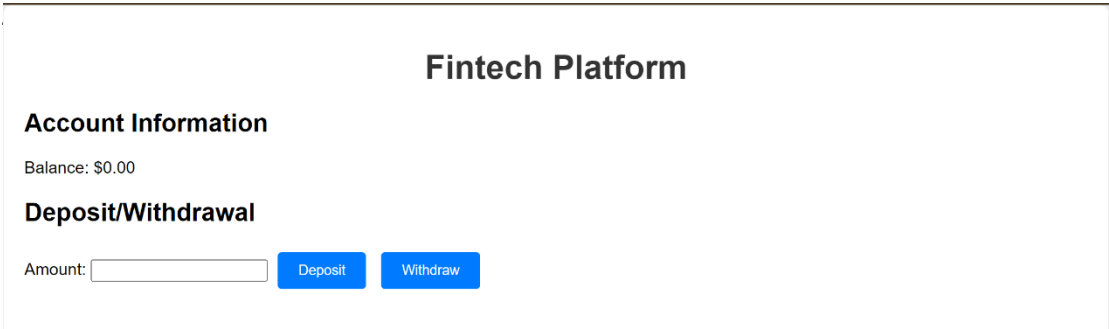 Fintech Platform
Account Information
Balance: $0.00
Deposit/Withdrawal
Amount: Deposit Withdraw